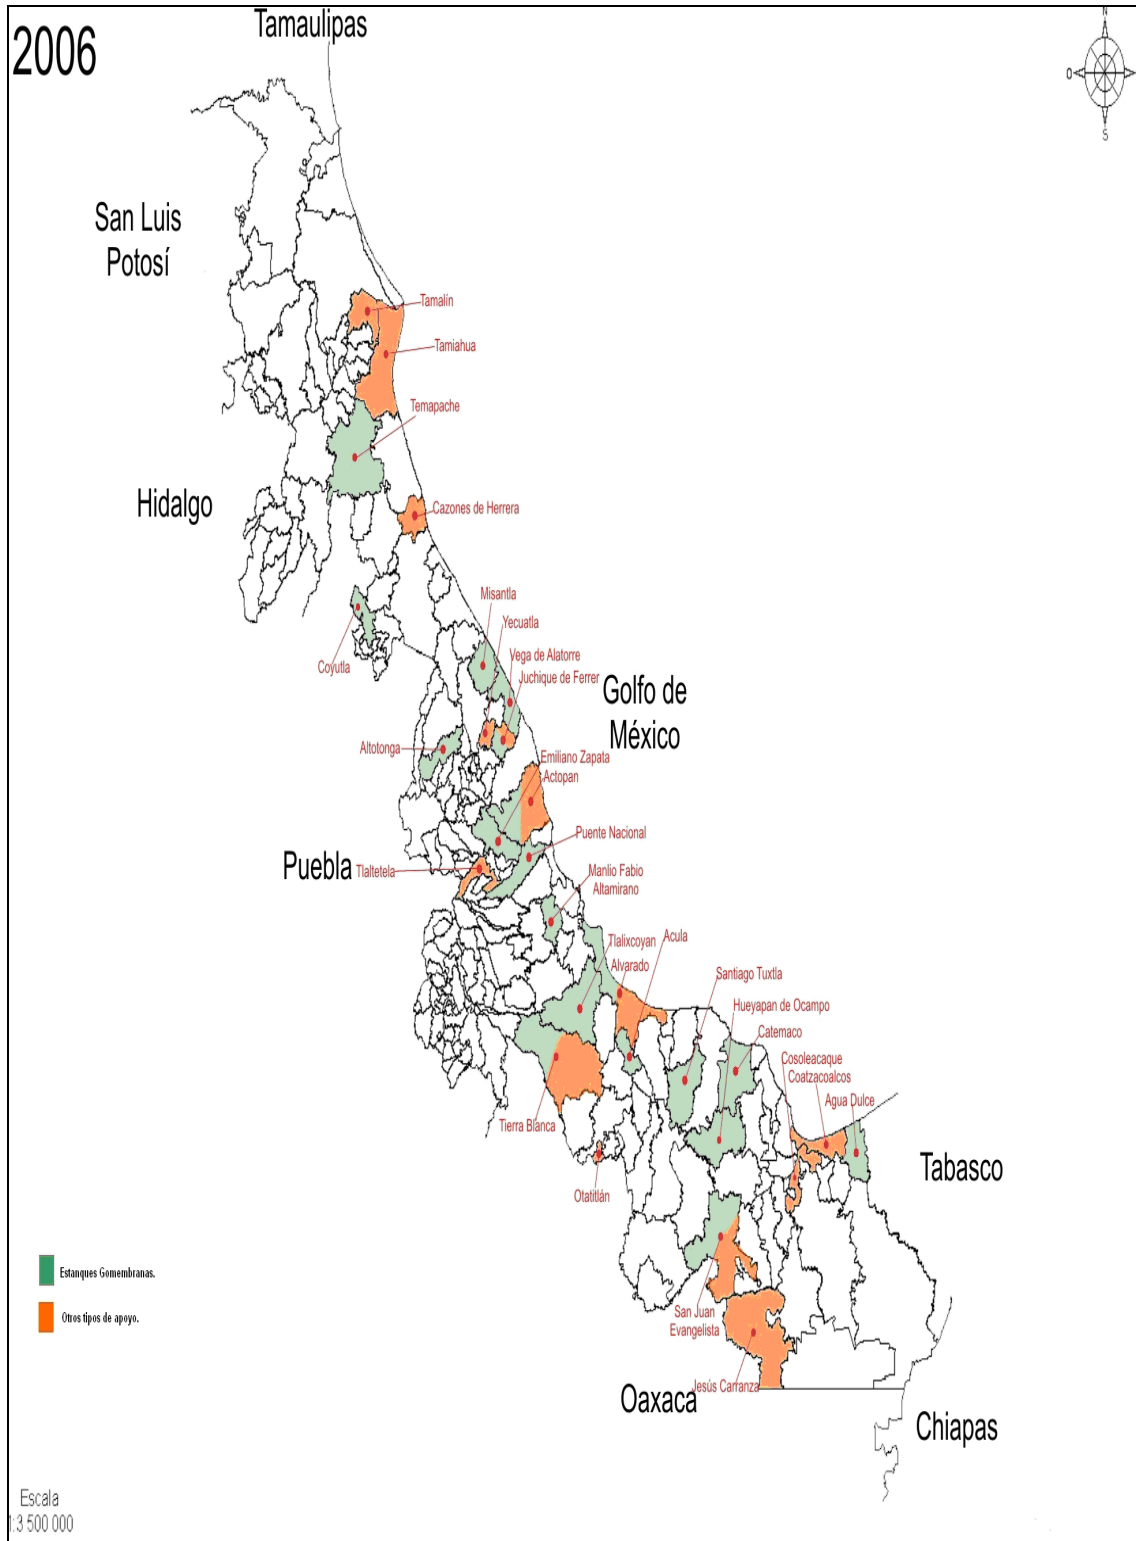 2006
Tamaulipas
N
O
S
San Luis
Potosí
Tamalín
Tamiahua
Temapache
Hidalgo
Cazones de Herrera
Misantla
Yecuatla
Vega de Alatorre
Juchique de Ferrer
Coyutla
Golfo de
México
Altotonga
Emiliano Zapata
Actopan
Puente Nacional
Puebla
Tlaltetela
Manlio Fabio
Altamirano
Tlalixcoyan
Acula
Alvarado
Santiago Tuxtla
Hueyapan de Ocampo
Catemaco
Cosoleacaque
Coatzacoalcos
Agua Dulce
Tierra Blanca
Tabasco
Otatitlán
Estanques Gomembranas.
Otros tipos de apoyo.
San Juan
Evangelista
Jesús Carranza
Oaxaca
Chiapas
Escala
1:3 500 000